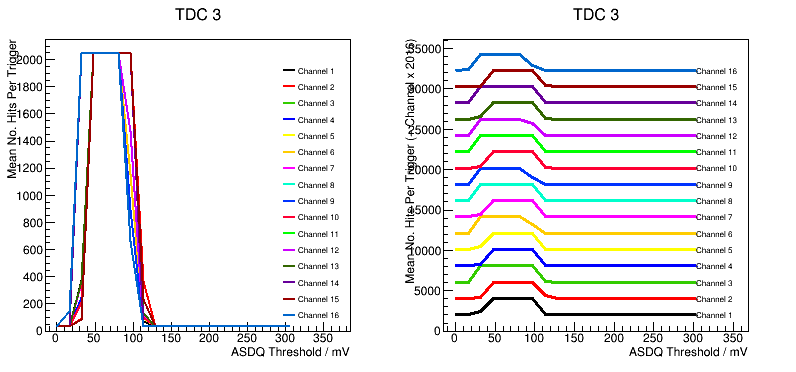 TDC 3
Mean No. Hits Per Trigger
2000
1800
1600
1400
1200
1000
800
600
400
200
0
0 50 100 150 200 250 300 350
ASDQ Threshold / mV
Channel 1
Channel 2
Channel 3
Channel 4
Channel 5
Channel 6
Channel 7
Channel 8
Channel 9
Channel 10
Channel 11
Channel 12
Channel 13
Channel 14
Channel 15
Channel 16
TDC 3
35000
30000
25000
20000
15000
10000
5000
0
0 50 100 150 200 250 300 350
ASDQ Threshold / mV
Channel 16
Channel 15
Channel 14
Channel 13
Channel 12
Channel 11
Channel 10
Channel 9
Channel 8
Channel 7
Channel 6
Channel 5
Channel 4
Channel 3
Channel 2
Channel 1
Mean No. Hits Per Trigger (+Channel x 2016)